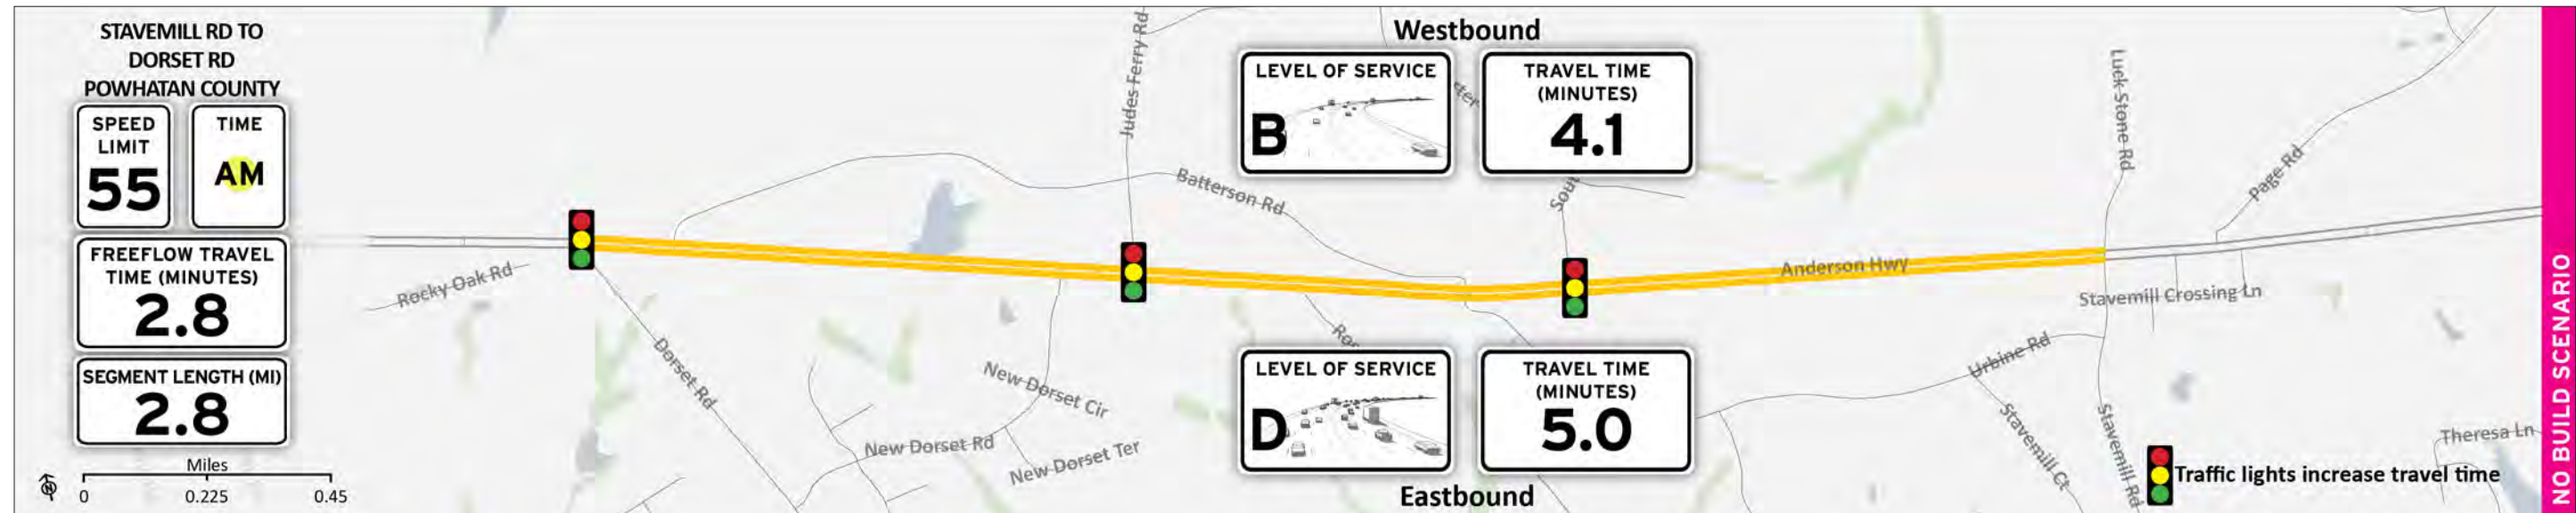 STAVEMILL RD TO
DORSET RD
POWHATAN COUNTY
SPEED
LIMIT
55
TIME
AM
FREEFLOW TRAVEL
TIME (MINUTES)
2.8
SEGMENT LENGTH (MI)
2.8
Miles
0 0.225 0.45
Westbound
LEVEL OF SERVICE
B
TRAVEL TIME
(MINUTES)
4.1
Judes Ferry Rd
Batterson Rd
Luck Stone Rd
Page Rd
Rocky Oak Rd
Anderson Hwy
Stavemill Crossing Ln
Dorset Rd
New Dorset Cir
New Dorset Rd
New Dorset Ter
Urbine Rd
Stavemill Ct
Stavemill Rd
Theresa Ln
LEVEL OF SERVICE
D
TRAVEL TIME
(MINUTES)
5.0
Eastbound
Traffic lights increase travel time
NO BUILD SCENARIO